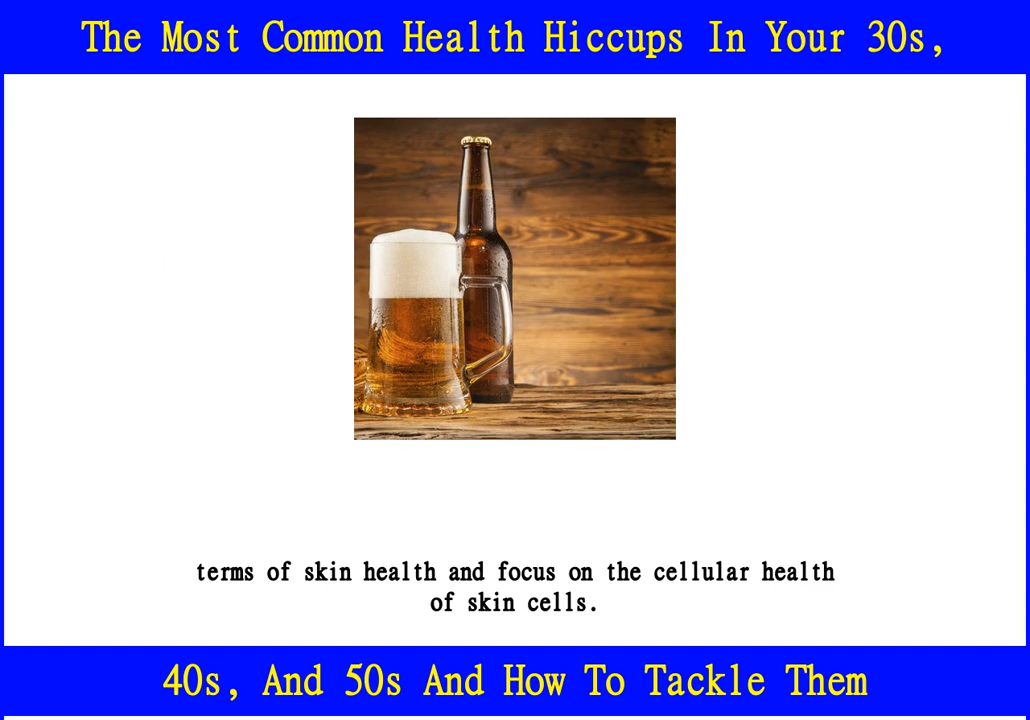 The Most Common Health Hiccups In Your 30s,
terms of skin health and focus on the cellular health
of skin cells.
40s, And 50s And How To Tackle Them